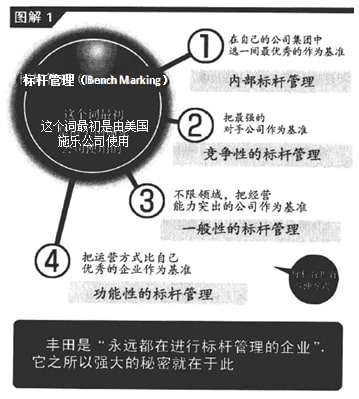 图解 1
1
在自己的公司集团中
选一间最优秀的作为基准
内部标杆管理
标杆管理（Bench Marking）
这个词最初是由美国
施乐公司使用
2
把最强的
对手公司作为基准
竞争性的标杆管理
3
不限领域，把经营
能力突出的公司作为基准
一般性的标杆管理
4
把运营方式比自己
优秀的企业作为基准
功能性的标杆管理
丰田是“永远都在进行标杆管理的企业”，
它之所以强大的秘密就在于此